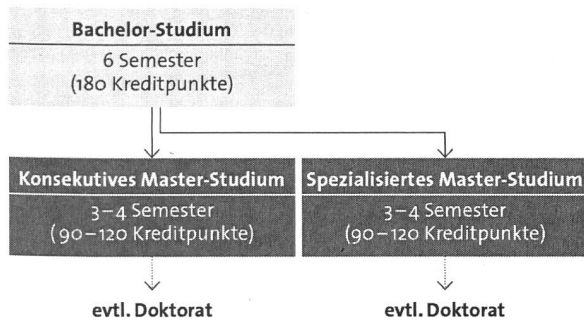 Bachelor-Studium
6 Semester
(180 Kreditpunkte)
Konsekutives Master-Studium
3–4 Semester
(90–120 Kreditpunkte)
Spezialisiertes Master-Studium
3–4 Semester
(90–120 Kreditpunkte)
evtl. Doktorat
evtl. Doktorat